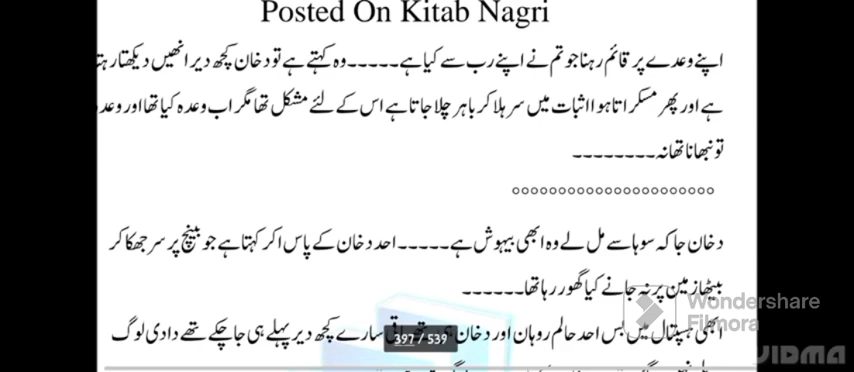 Posted On Kitab Nagri
اپنے وعدے پر قائم رہنا جو تم نے اپنے رب سے کیا ہے۔۔۔۔۔وہ کہتے ہے تو دخان کچھ دیر انھیں دیکھتا رہتا
ہے اور پھر مسکراتا ہوا اثبات میں سر ہلا کر باہر چلا جاتا ہے اس کے لئے مشکل تھا مگر اب وعدہ کیا تھا اور وعدہ
تو نبھانا تھا نہ۔۔۔۔۔۔۔۔۔
○○○○○○○○○○○○○○○○○○○○○○
دخان جا کہ سوہا سے مل لے وہ ابھی بیہوش ہے۔۔۔۔۔احد دخان کے پاس اکر کہتا ہے جو بینچ پر سر جھکا کر
بیٹھا زمین پر نہ جانے کیا گھور رہا تھا۔۔۔۔۔۔
ابھی ہسپتال میں بس احد حالم روہان اور دخان ہی تھے باقی سارے کچھ دیر پہلے ہی جا چکے تھے دادی لوگ
397 / 539
Wondershare
Filmora
VIDMA